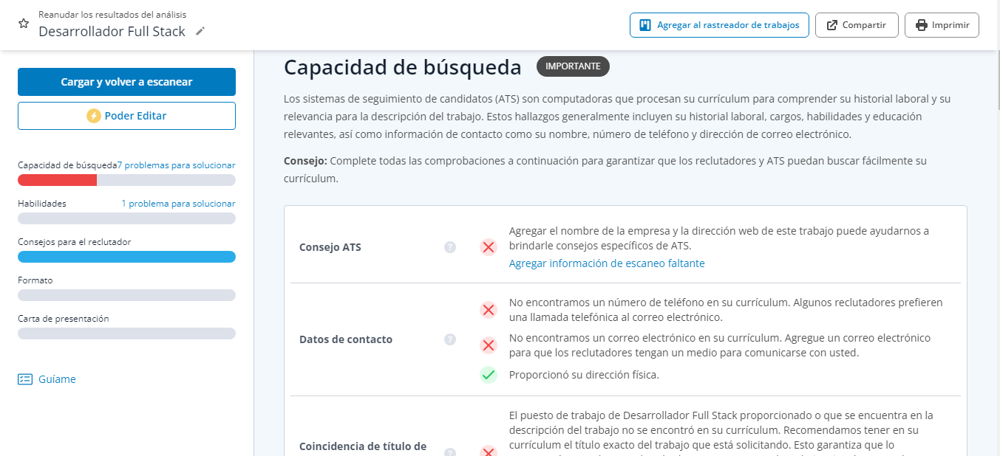 Reanudar los resultados del análisis
Desarrollador Full Stack
Agregar al rastreador de trabajos
Compartir
Imprimir
Cargar y volver a escanear
Poder Editar
Capacidad de búsqueda7 problemas para solucionar
Habilidades 1 problema para solucionar
Consejos para el reclutador
Formato
Carta de presentación
Guíame
Capacidad de búsqueda IMPORTANTE
Los sistemas de seguimiento de candidatos (ATS) son computadoras que procesan su currículum para comprender su historial laboral y su
relevancia para la descripción del trabajo. Estos hallazgos generalmente incluyen su historial laboral, cargos, habilidades y educación
relevantes, así como información de contacto como su nombre, número de teléfono y dirección de correo electrónico.
Consejo: Complete todas las comprobaciones a continuación para garantizar que los reclutadores y ATS puedan buscar fácilmente su
currículum.
Consejo ATS ?
Agregar el nombre de la empresa y la dirección web de este trabajo puede ayudarnos a
brindarle consejos específicos de ATS.
Agregar información de escaneo faltante
Datos de contacto ?
No encontramos un número de teléfono en su currículum. Algunos reclutadores prefieren
una llamada telefónica al correo electrónico.
No encontramos un correo electrónico en su currículum. Agregue un correo electrónico
para que los reclutadores tengan un medio para comunicarse con usted.
Proporcionó su dirección física.
Coincidencia de título de ?
El puesto de trabajo de Desarrollador Full Stack proporcionado o que se encuentra en la
descripción del trabajo no se encontró en su currículum. Recomendamos tener en su
currículum el título exacto del trabajo que está solicitando. Esto garantiza que lo